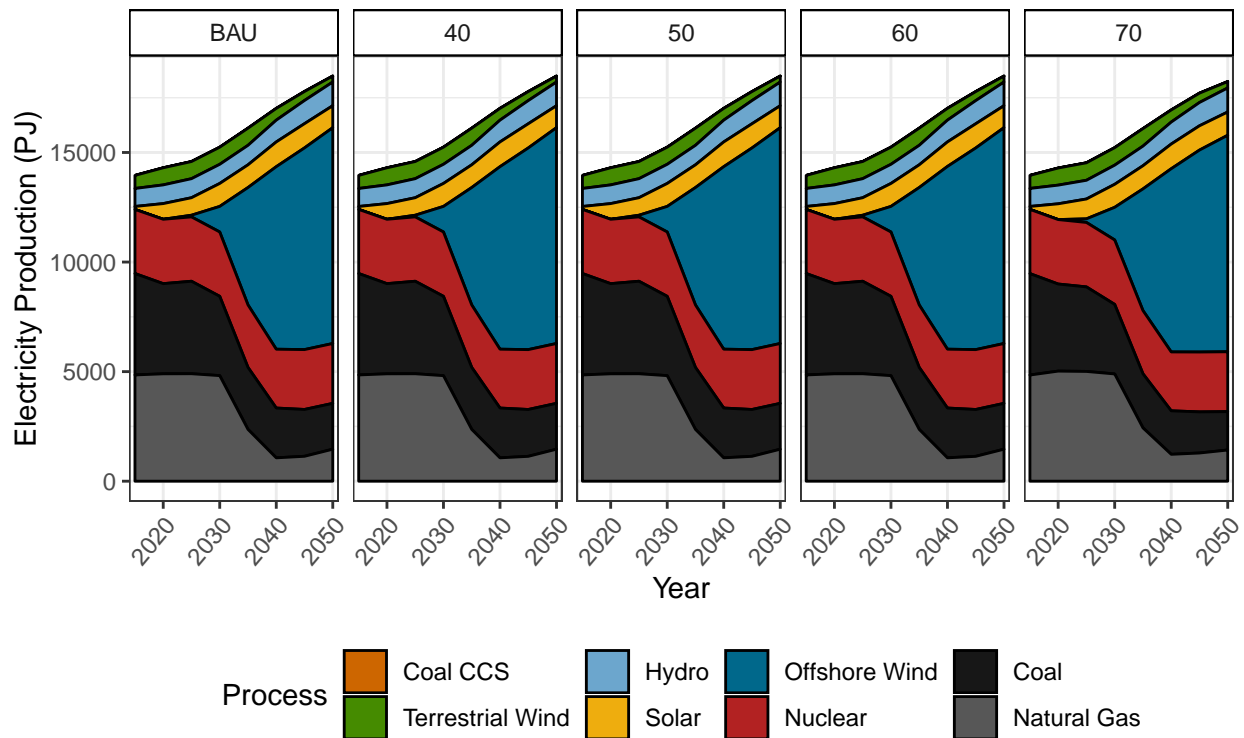 BAU 40 50 60 70
Electricity Production (PJ)
15000
10000
5000
0
2020 2030 2040 2050 2020 2030 2040 2050 2020 2030 2040 2050 2020 2030 2040 2050 2020 2030 2040 2050
Year
Process
Coal CCS Hydro Offshore Wind Coal
Terrestrial Wind Solar Nuclear Natural Gas